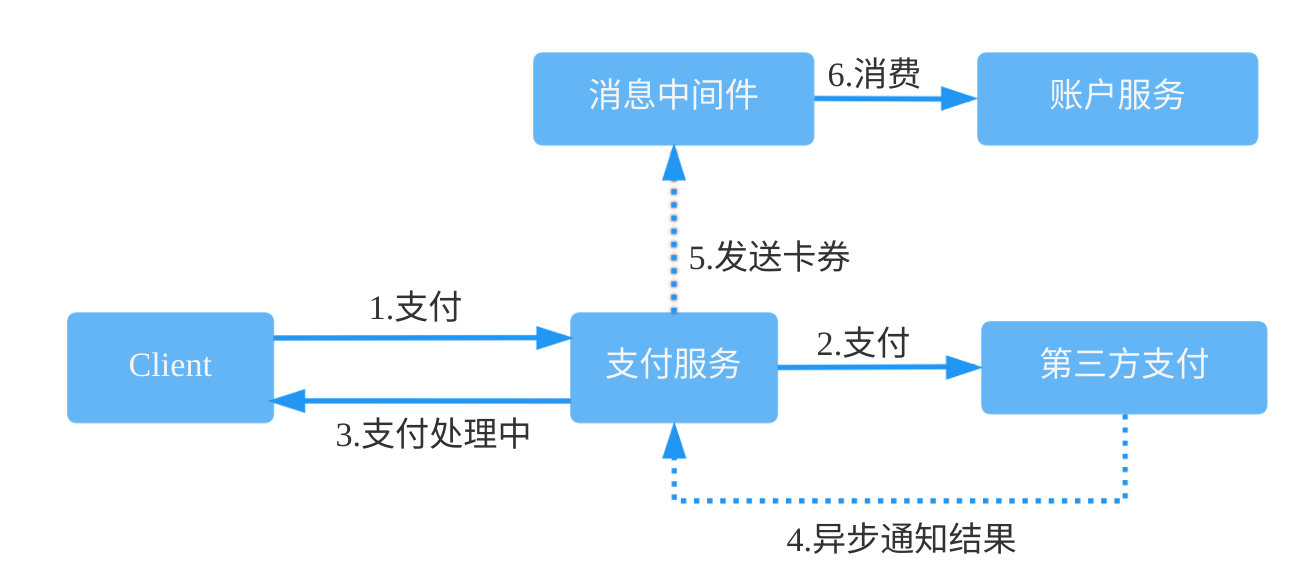 消息中间件
6.消费
账户服务
5.发送卡券
1.支付
Client
支付服务
2.支付
第三方支付
3.支付处理中
4.异步通知结果